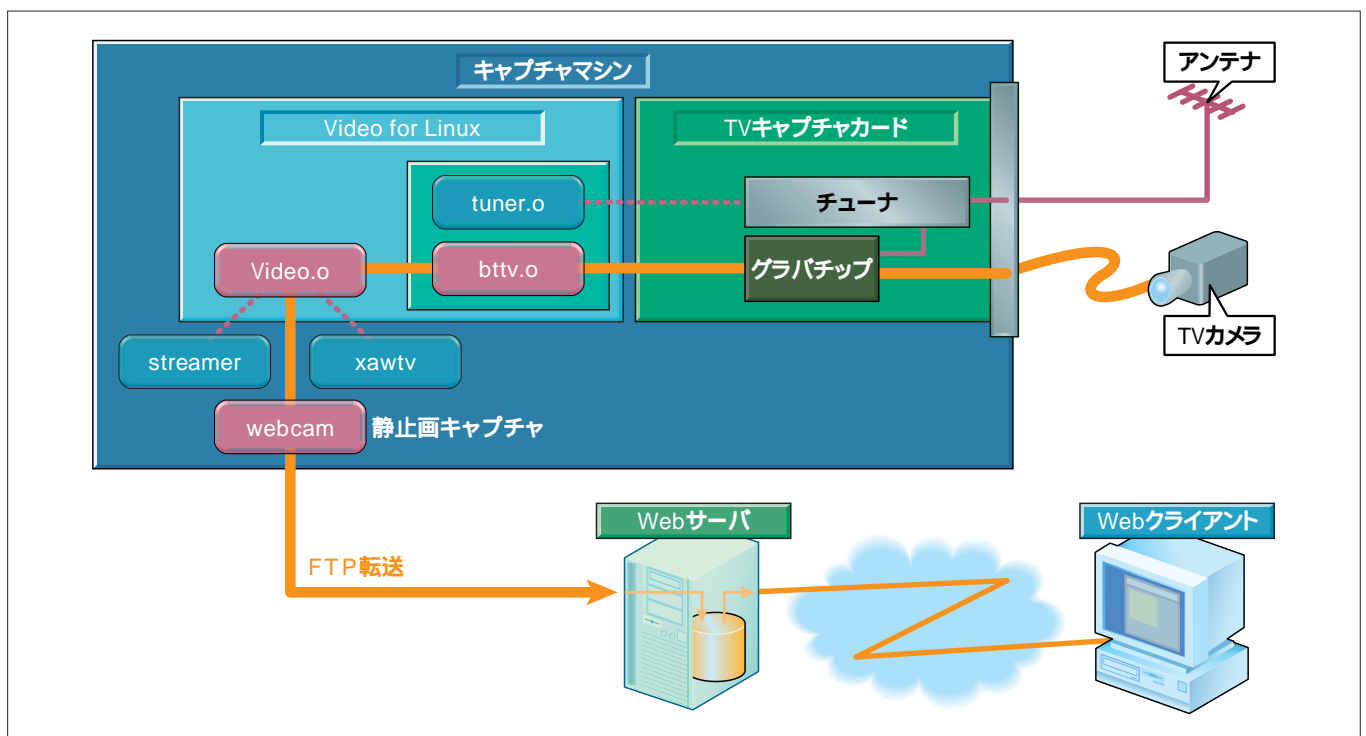 キャプチャマシン
アンテナ
Video for Linux
TVキャプチャカード
tuner.o
チューナ
Video.o
bttv.o
グラバチップ
TVカメラ
streamer
xawtv
webcam
静止画キャプチャ
Webサーバ
Webクライアント
FTP転送